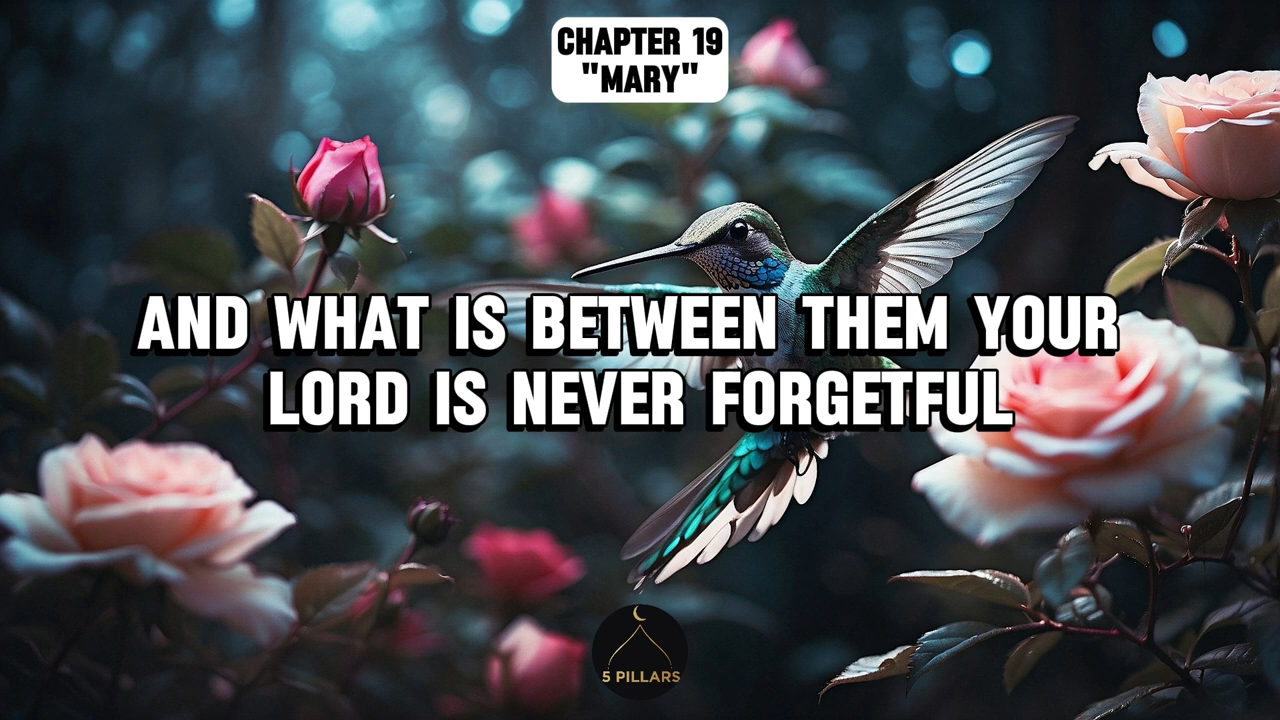 CHAPTER 19
"MARY"
AND WHAT IS BETWEEN THEM YOUR
LORD IS NEVER FORGETFUL
5 PILLARS